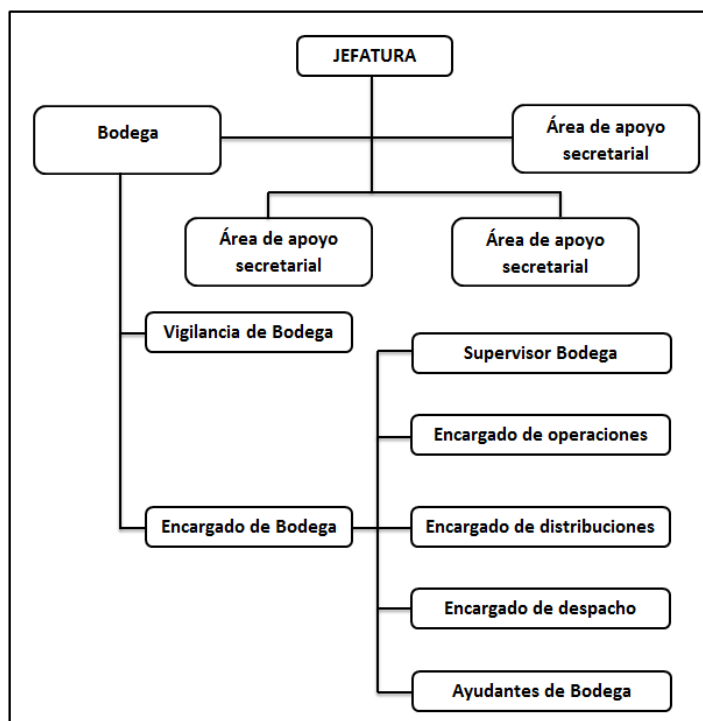 JEFATURA
Bodega
Área de apoyo
secretarial
Área de apoyo
secretarial
Área de apoyo
secretarial
Vigilancia de Bodega
Supervisor Bodega
Encargado de operaciones
Encargado de Bodega
Encargado de distribuciones
Encargado de despacho
Ayudantes de Bodega